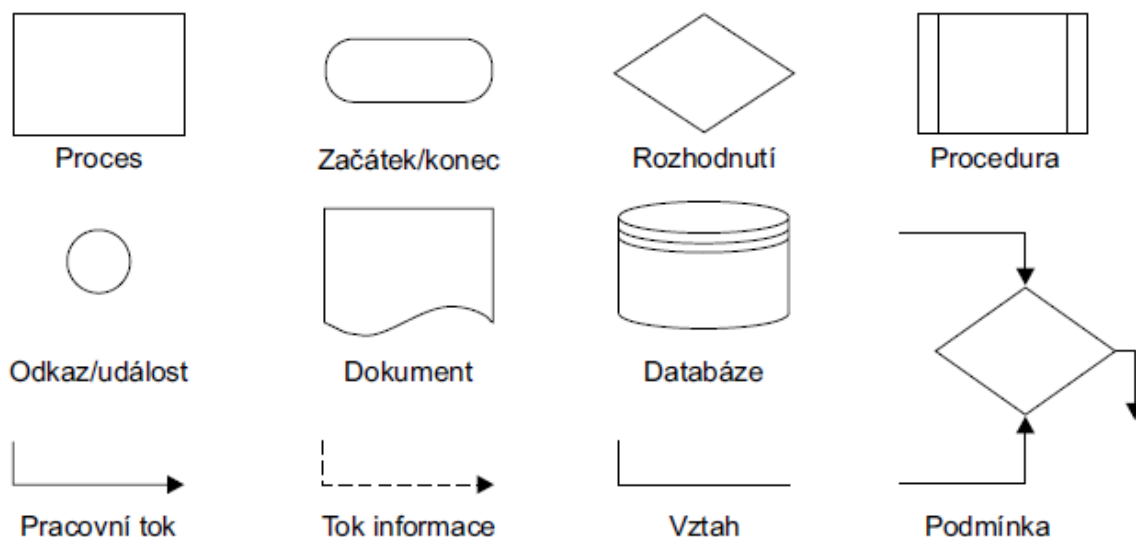 Proces
Začátek/konec
Rozhodnutí
Procedura
Odkaz/událost
Dokument
Databáze
Pracovní tok
Tok informace
Vztah
Podmínka